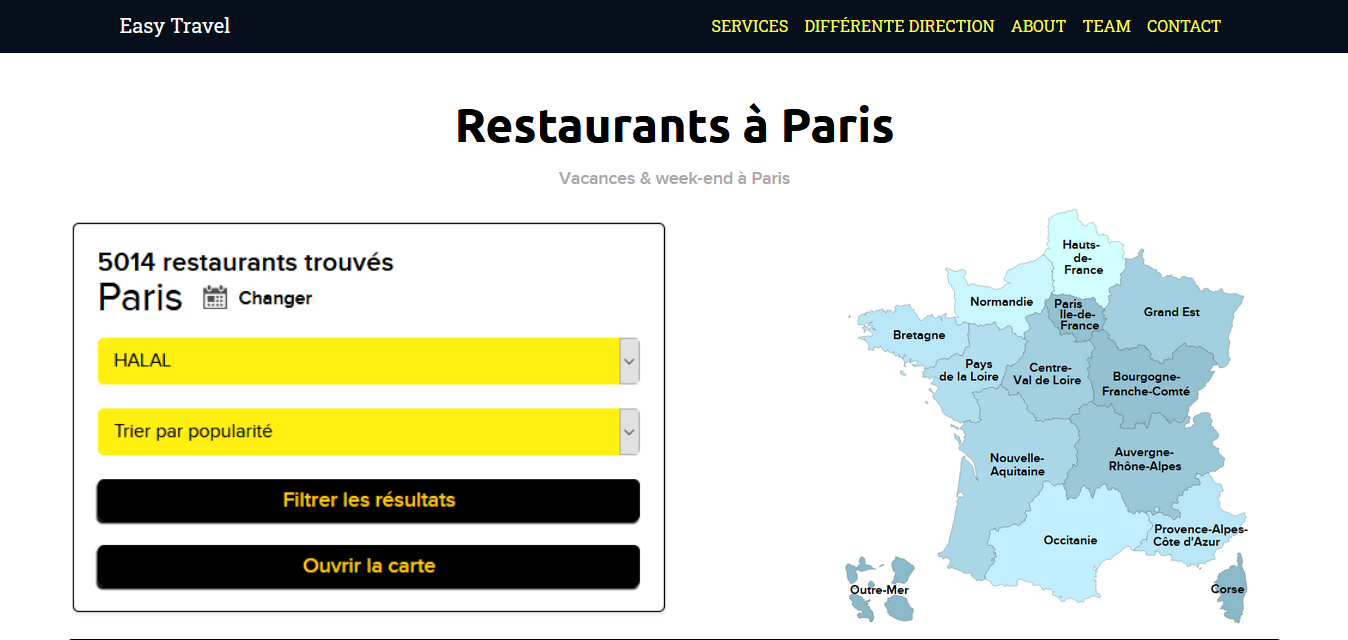 Easy Travel
SERVICES DIFFÉRENTE DIRECTION ABOUT TEAM CONTACT
Restaurants à Paris
Vacances & week-end à Paris
5014 restaurants trouvés
Paris Changer
HALAL
Trier par popularité
Filtrer les résultats
Ouvrir la carte
Hauts-
de-
France
Normandie
Paris
Ile-de-
France
Grand Est
Bretagne
Pays
de la Loire
Centre-
Val de Loire
Bourgogne-
Franche-Comté
Nouvelle-
Aquitaine
Auvergne-
Rhône-Alpes
Occitanie
Provence-Alpes-
Côte d'Azur
Outre-Mer
Corse